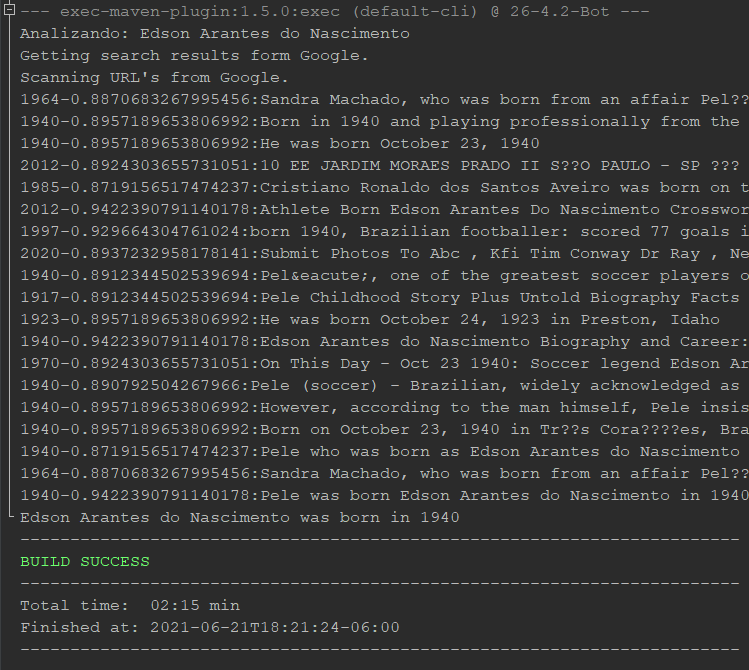 --- exec-maven-plugin:1.5.0:exec (default-cli) @ 26-4.2-Bot ---
Analizando: Edson Arantes do Nascimento
Getting search results form Google.
Scanning URL's from Google.
1964-0.8870683267995456:Sandra Machado, who was born from an affair Pel??
1940-0.8957189653806992:Born in 1940 and playing professionally from the
1940-0.8957189653806992:He was born October 23, 1940
2012-0.8924303655731051:10 EE JARDIM MORAES PRADO II S??O PAULO - SP ???
1985-0.8719156517474237:Cristiano Ronaldo dos Santos Aveiro was born on t
2012-0.9422390791140178:Athlete Born Edson Arantes Do Nascimento Crosswor
1997-0.929664304761024:born 1940, Brazilian footballer: scored 77 goals i
2020-0.8937232958178141:Submit Photos To Abc , Kfi Tim Conway Dr Ray , Ne
1940-0.8912344502539694:Pel&eacute;, one of the greatest soccer players o
1917-0.8912344502539694:Pele Childhood Story Plus Untold Biography Facts
1923-0.8957189653806992:He was born October 24, 1923 in Preston, Idaho
1940-0.9422390791140178:Edson Arantes do Nascimento Biography and Career:
1970-0.8924303655731051:On This Day - Oct 23 1940: Soccer legend Edson Ar
1940-0.890792504267966:Pele (soccer) - Brazilian, widely acknowledged as
1940-0.8957189653806992:However, according to the man himself, Pele insis
1940-0.8957189653806992:Born on October 23, 1940 in Tr??s Cora????es, Bra
1940-0.8719156517474237:Pele who was born as Edson Arantes do Nascimento
1964-0.8870683267995456:Sandra Machado, who was born from an affair Pel??
1940-0.9422390791140178:Pele was born Edson Arantes do Nascimento in 1940
Edson Arantes do Nascimento was born in 1940
------------------------------------------------------------------------
BUILD SUCCESS
------------------------------------------------------------------------
Total time:  02:15 min
Finished at: 2021-06-21T18:21:24-06:00
------------------------------------------------------------------------